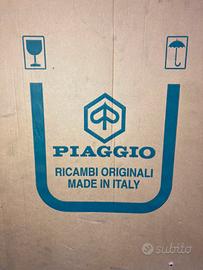 PIAGGIO
RICAMBI ORIGINALI
MADE IN ITALY
subito